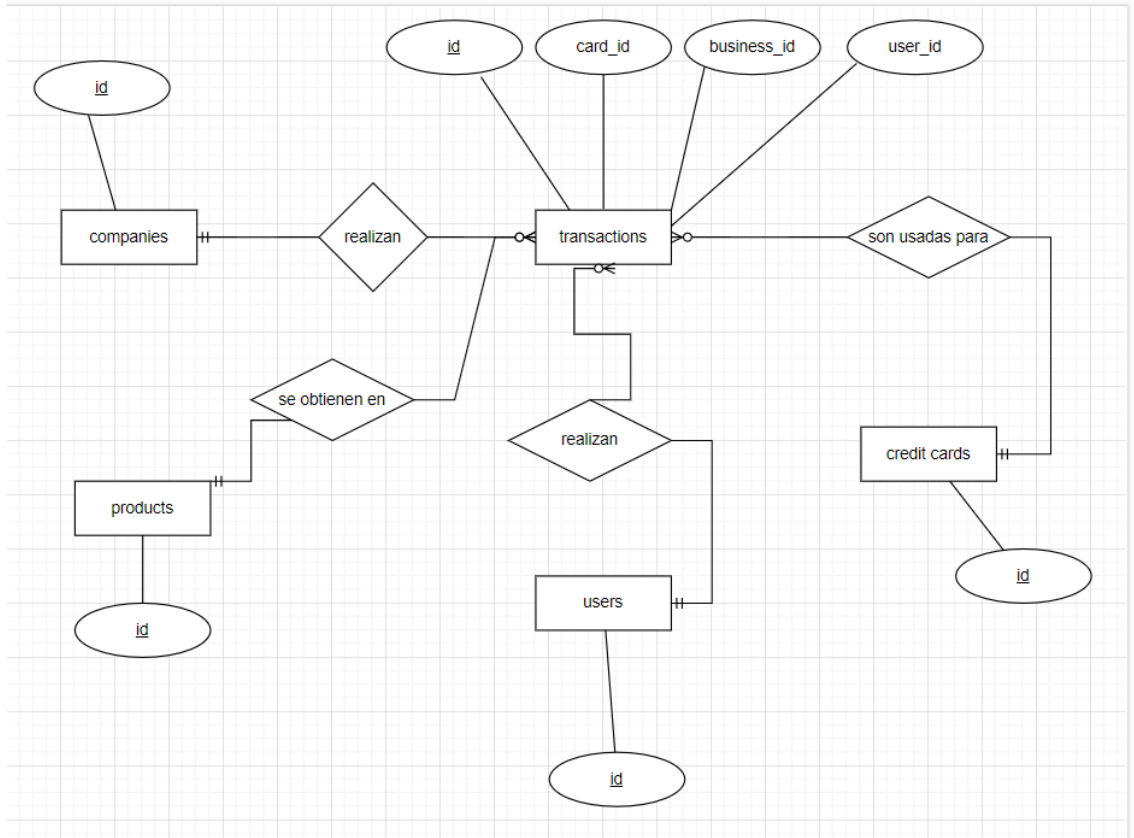 id
card_id
business_id
user_id
id
companies
realizan
transactions
son usadas para
se obtienen en
realizan
credit cards
products
id
users
id
id